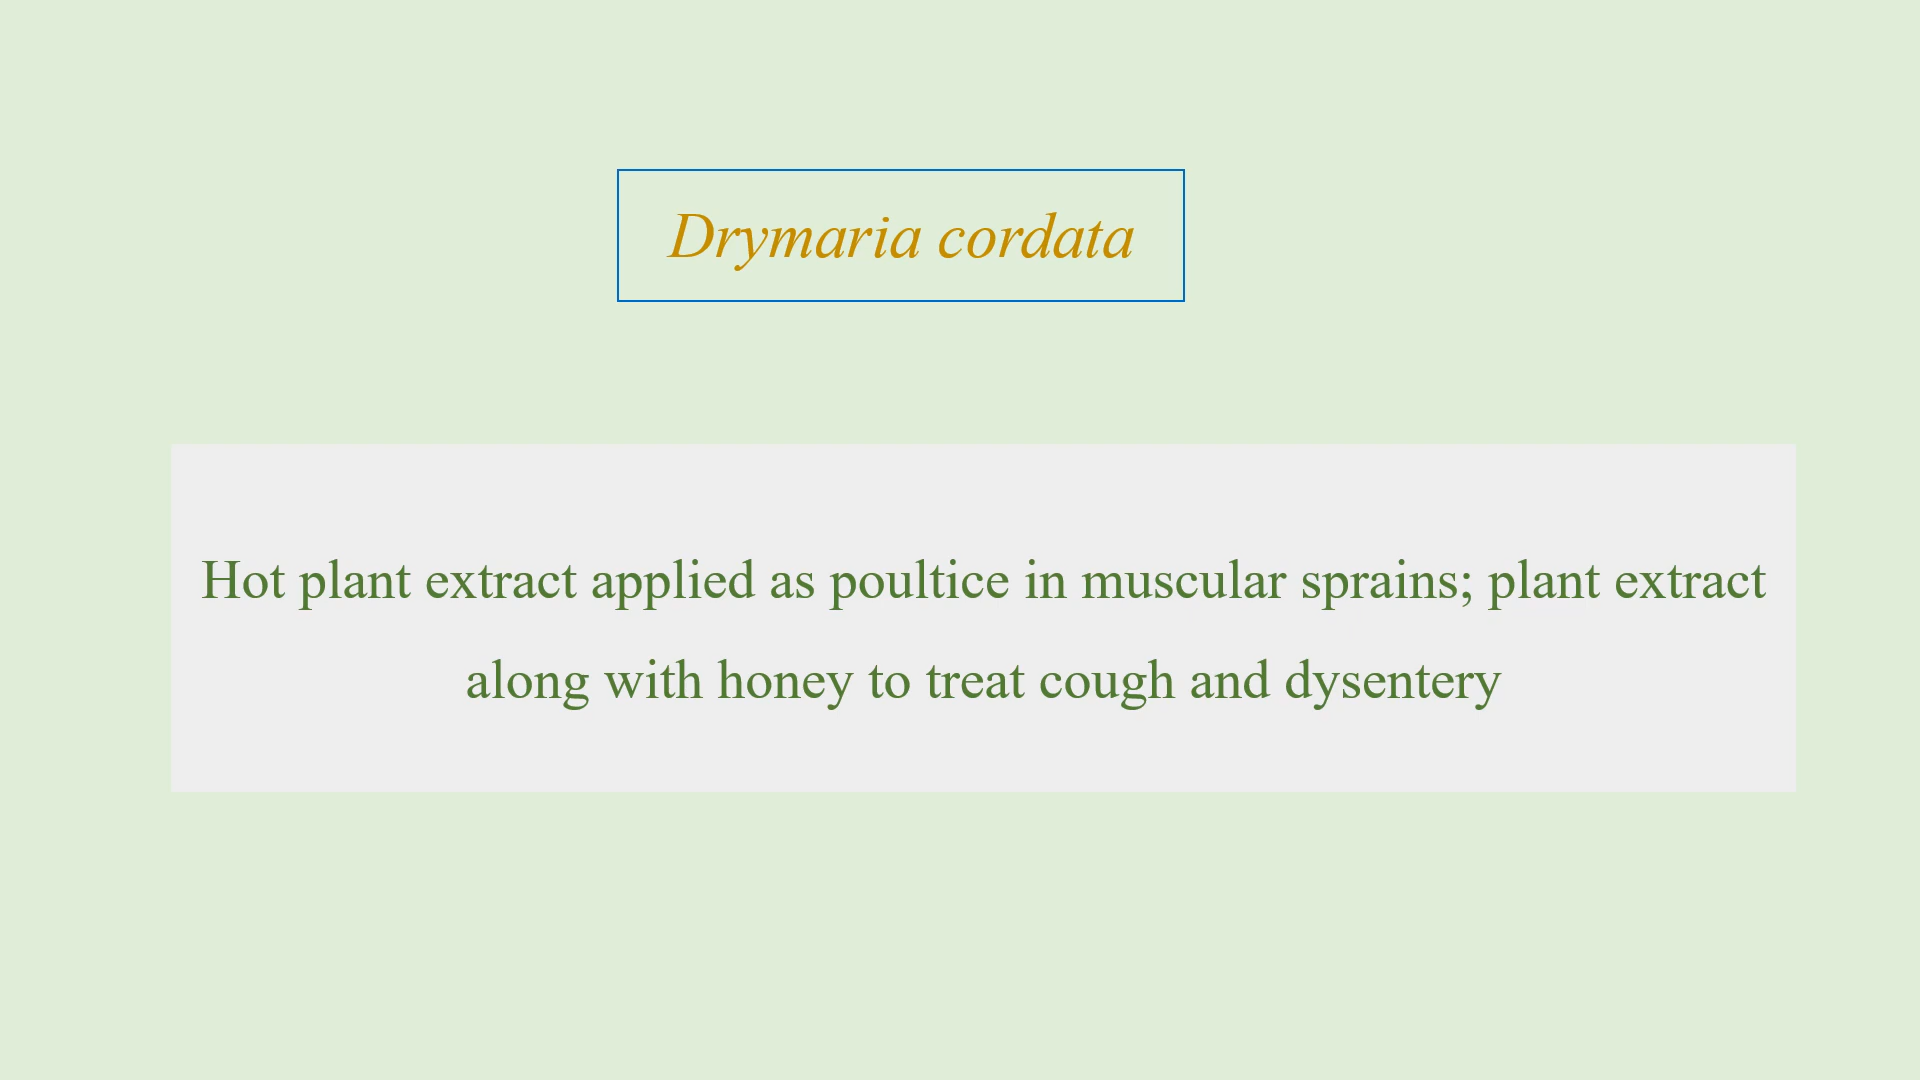 Drymaria cordata
Hot plant extract applied as poultice in muscular sprains; plant extract
along with honey to treat cough and dysentery